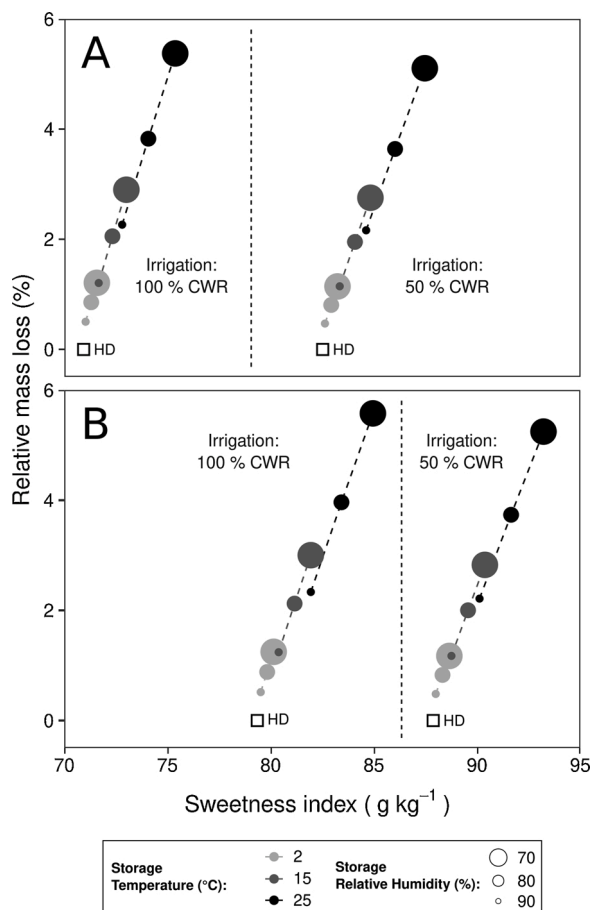 6
A
4
2
Irrigation:
100 % CWR
Irrigation:
50 % CWR
0
HD
HD
Relative mass loss (%)
6
B
Irrigation:
100 % CWR
Irrigation:
50 % CWR
4
2
0
HD
HD
70 75 80 85 90 95
Sweetness index ( g kg⁻¹ )
Storage
Temperature (°C):
2
15
25
Storage
Relative Humidity (%):
70
80
90